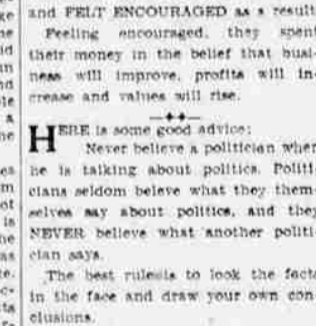 and FELT ENCOURAGED as a result
Feeling encouraged, they spent
their money in the belief that busi-
ness will improve, profits will in-
crease and values will rise.
HERE is some good advice:
Never believe a politician when
he is talking about politics. Politi-
cians seldom beleve what they them-
selves say about politics, and they
NEVER believe what another politi-
cian says.
The best ruleis to look the facts
in the face and draw your own con-
clusions.